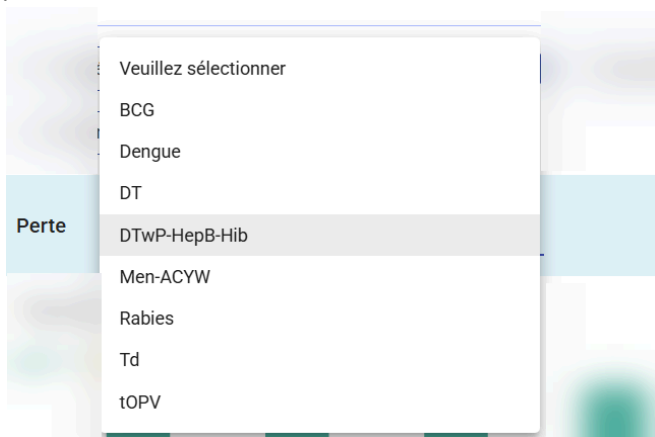 Veuillez sélectionner
BCG
Dengue
DT
Perte
DTwP-HepB-Hib
Men-ACYW
Rabies
Td
tOPV